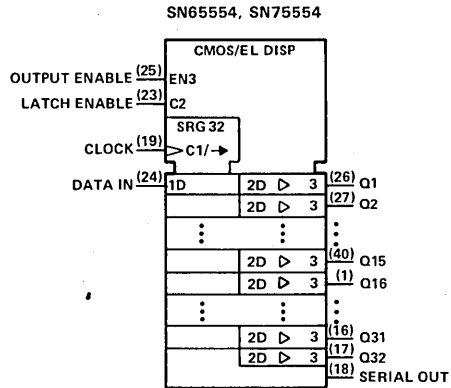 SN65554, SN75554
CMOS/EL DISP
OUTPUT ENABLE (25) EN3
LATCH ENABLE (23) C2
SRG 32
CLOCK (19) C1/→
DATA IN (24) 1D 2D ▷ 3 (26) Q1
2D ▷ 3 (27) Q2
2D ▷ 3 (40) Q15
2D ▷ 3 (1) Q16
2D ▷ 3 (16) Q31
2D ▷ 3 (17) Q32
(18) SERIAL OUT